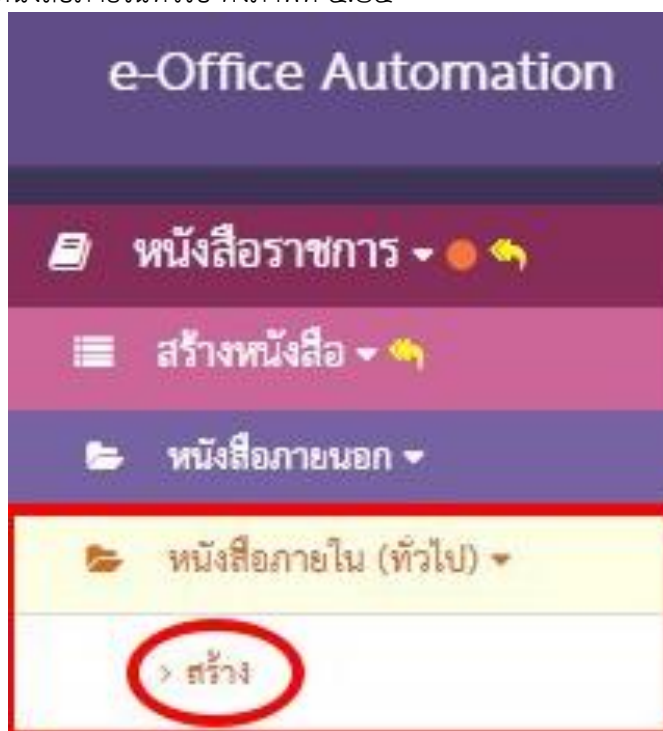 e-Office Automation
หนังสือราชการ
สร้างหนังสือ
หนังสือภายนอก
หนังสือภายใน (ทั่วไป)
> สร้าง